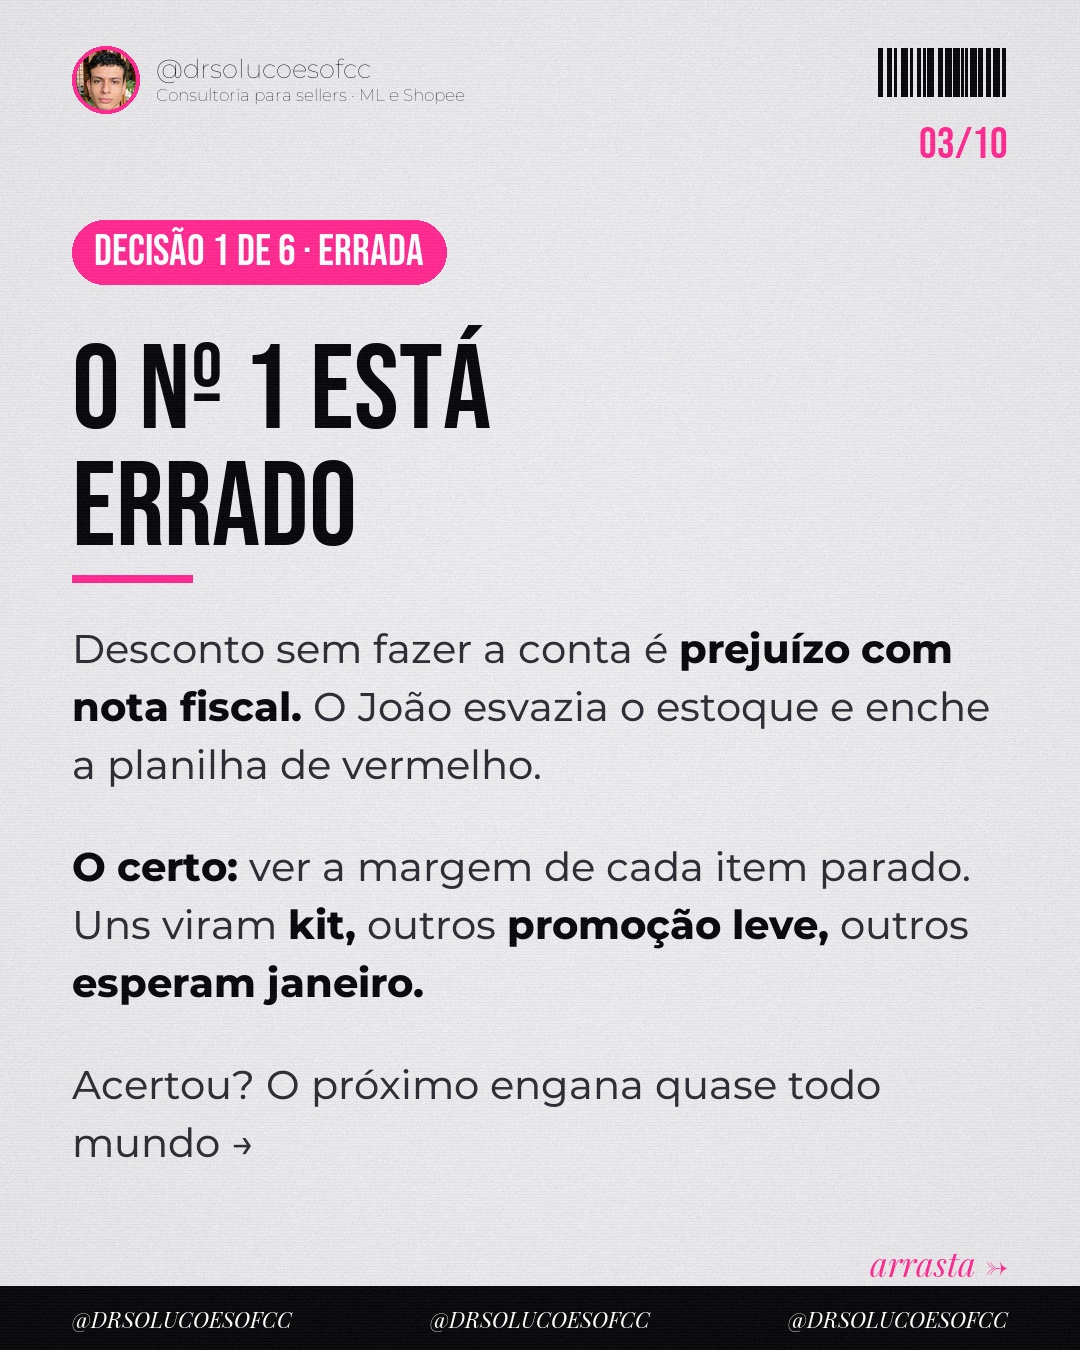 @drsolucoesofcc
Consultoria para sellers · ML e Shopee
03/10
DECISÃO 1 DE 6 · ERRADA
O Nº 1 ESTÁ
ERRADO
Desconto sem fazer a conta é prejuízo com
nota fiscal. O João esvazia o estoque e enche
a planilha de vermelho.
O certo: ver a margem de cada item parado.
Uns viram kit, outros promoção leve, outros
esperam janeiro.
Acertou? O próximo engana quase todo
mundo →
arrasta ➳
@DRSOLUCOESOFCC @DRSOLUCOESOFCC @DRSOLUCOESOFCC